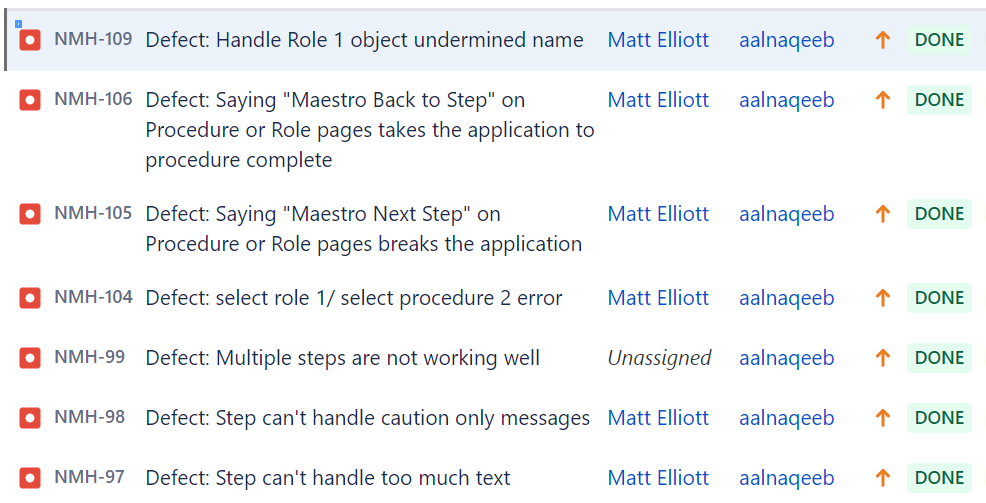 NMH-109 Defect: Handle Role 1 object undermined name Matt Elliott aalnaqeeb DONE
NMH-106 Defect: Saying "Maestro Back to Step" on Matt Elliott aalnaqeeb DONE
Procedure or Role pages takes the application to
procedure complete
NMH-105 Defect: Saying "Maestro Next Step" on Matt Elliott aalnaqeeb DONE
Procedure or Role pages breaks the application
NMH-104 Defect: select role 1/ select procedure 2 error Matt Elliott aalnaqeeb DONE
NMH-99 Defect: Multiple steps are not working well Unassigned aalnaqeeb DONE
NMH-98 Defect: Step can't handle caution only messages Matt Elliott aalnaqeeb DONE
NMH-97 Defect: Step can't handle too much text Matt Elliott aalnaqeeb DONE